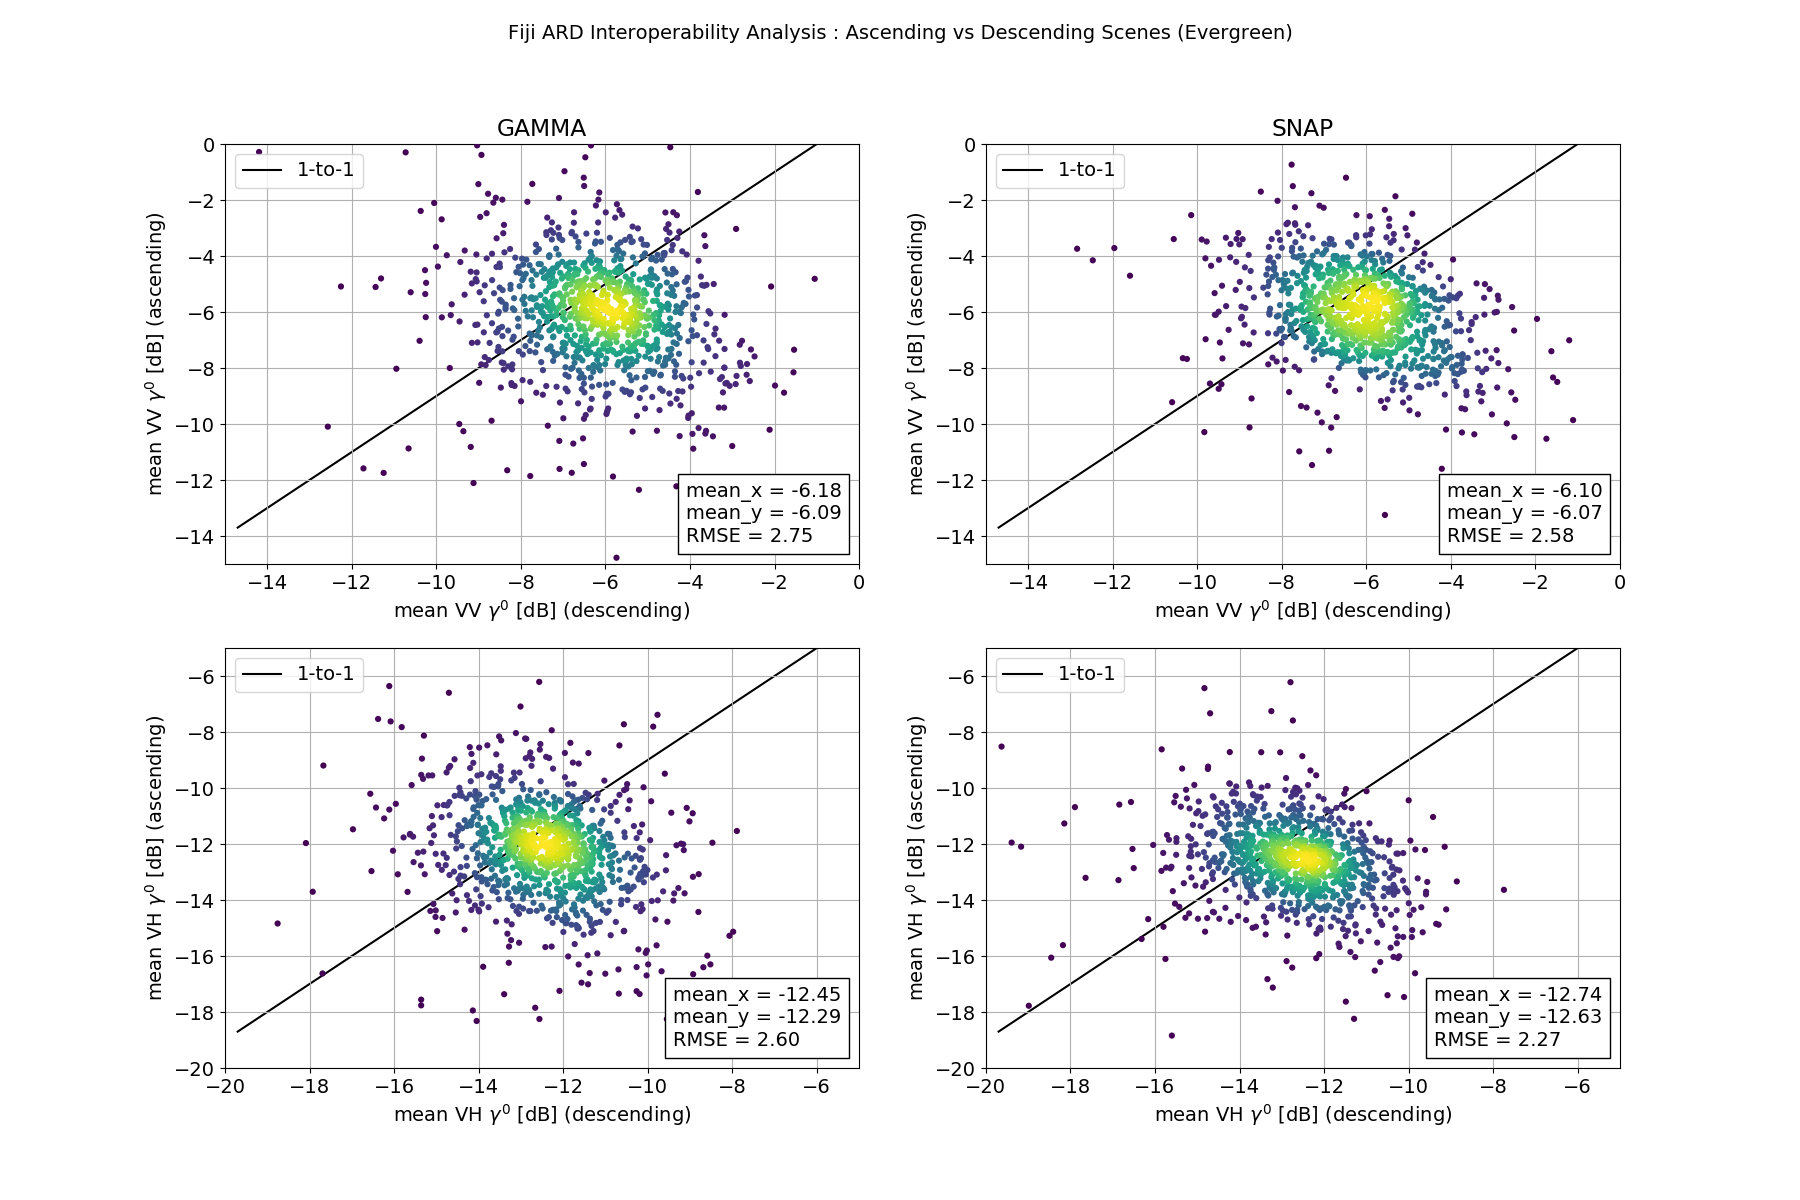 Fiji ARD Interoperability Analysis : Ascending vs Descending Scenes (Evergreen)
GAMMA
1-to-1
0
−2
−4
−6
−8
−10
−12
−14
mean VV γ⁰ [dB] (ascending)
mean_x = -6.18
mean_y = -6.09
RMSE = 2.75
−14 −12 −10 −8 −6 −4 −2 0
mean VV γ⁰ [dB] (descending)
SNAP
1-to-1
0
−2
−4
−6
−8
−10
−12
−14
mean VV γ⁰ [dB] (ascending)
mean_x = -6.10
mean_y = -6.07
RMSE = 2.58
−14 −12 −10 −8 −6 −4 −2 0
mean VV γ⁰ [dB] (descending)
1-to-1
−6
−8
−10
−12
−14
−16
−18
−20
mean VH γ⁰ [dB] (ascending)
mean_x = -12.45
mean_y = -12.29
RMSE = 2.60
−20 −18 −16 −14 −12 −10 −8 −6
mean VH γ⁰ [dB] (descending)
1-to-1
−6
−8
−10
−12
−14
−16
−18
−20
mean VH γ⁰ [dB] (ascending)
mean_x = -12.74
mean_y = -12.63
RMSE = 2.27
−20 −18 −16 −14 −12 −10 −8 −6
mean VH γ⁰ [dB] (descending)